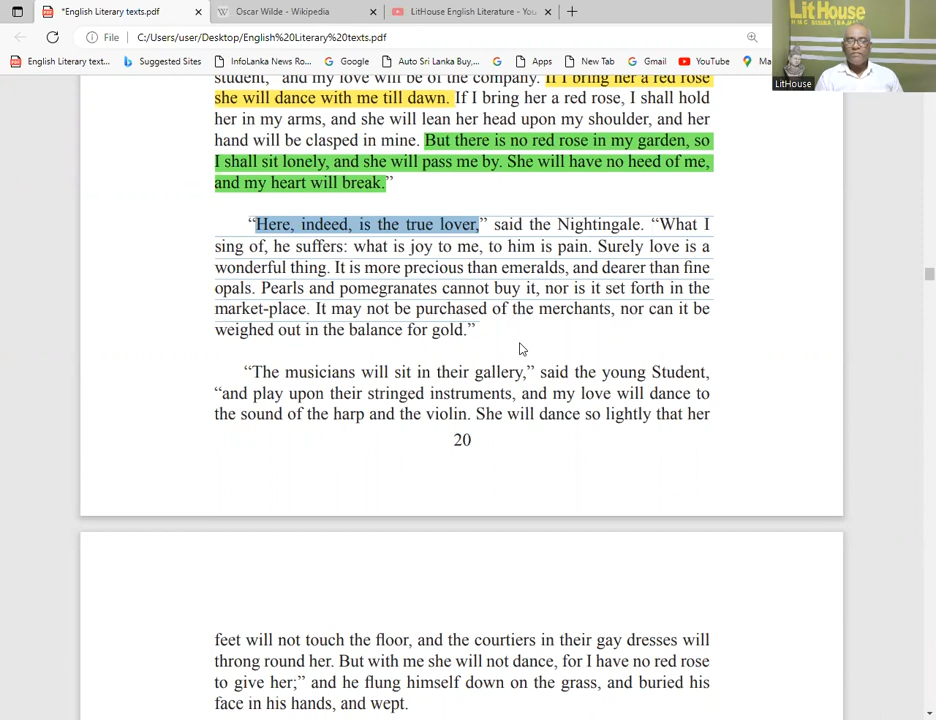 *English Literary texts.pdf
Oscar Wilde - Wikipedia
LitHouse English Literature - You
File
C:/Users/user/Desktop/English%20Literary%20texts.pdf
English Literary text...
Suggested Sites
InfoLanka News Ro...
Google
Auto Sri Lanka Buy,...
G
Apps
New Tab
Gmail
YouTube
Ma
LitHouse
LitHouse
student, “and my love will be of the company. If I bring her a red rose
she will dance with me till dawn. If I bring her a red rose, I shall hold
her in my arms, and she will lean her head upon my shoulder, and her
hand will be clasped in mine. But there is no red rose in my garden, so
I shall sit lonely, and she will pass me by. She will have no heed of me,
and my heart will break.”
“Here, indeed, is the true lover,” said the Nightingale. “What I
sing of, he suffers: what is joy to me, to him is pain. Surely love is a
wonderful thing. It is more precious than emeralds, and dearer than fine
opals. Pearls and pomegranates cannot buy it, nor is it set forth in the
market-place. It may not be purchased of the merchants, nor can it be
weighed out in the balance for gold.”
“The musicians will sit in their gallery,” said the young Student,
“and play upon their stringed instruments, and my love will dance to
the sound of the harp and the violin. She will dance so lightly that her
20
feet will not touch the floor, and the courtiers in their gay dresses will
throng round her. But with me she will not dance, for I have no red rose
to give her;” and he flung himself down on the grass, and buried his
face in his hands, and wept.